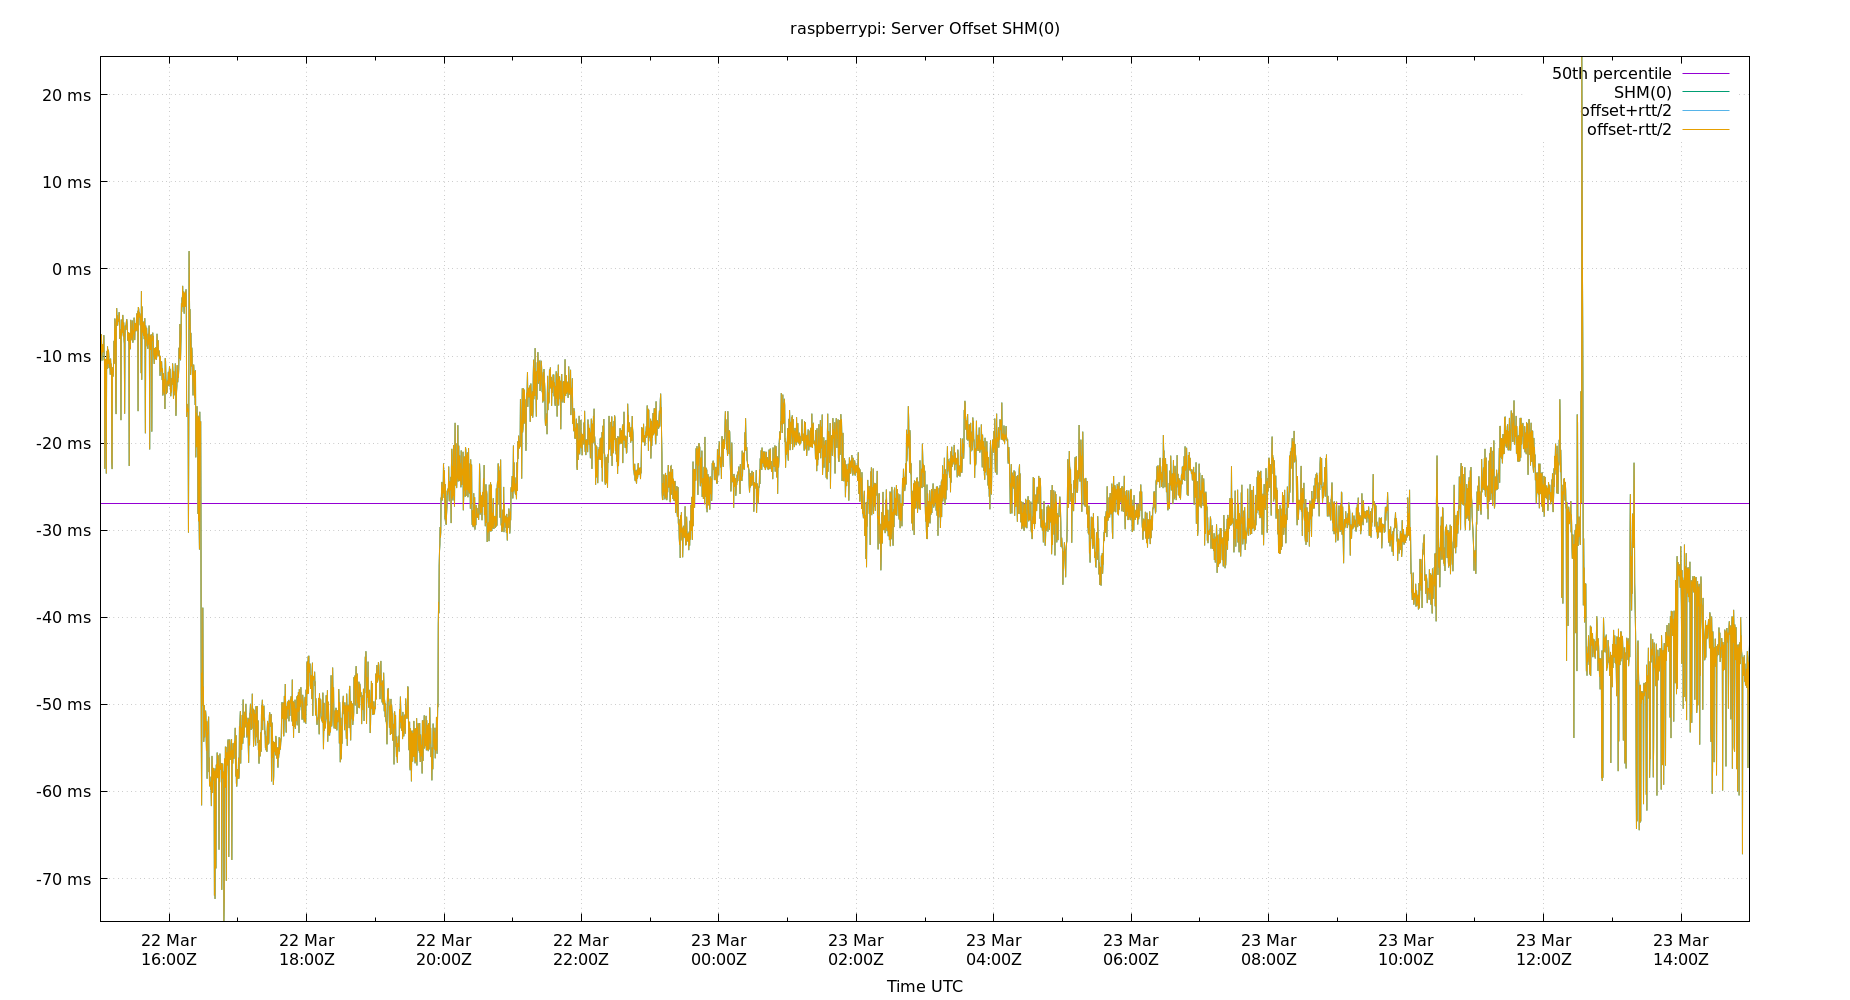 raspberrypi: Server Offset SHM(0)
50th percentile
SHM(0)
offset+rtt/2
offset-rtt/2
20 ms
10 ms
0 ms
-10 ms
-20 ms
-30 ms
-40 ms
-50 ms
-60 ms
-70 ms
22 Mar 22 Mar 22 Mar 22 Mar 23 Mar 23 Mar 23 Mar 23 Mar 23 Mar 23 Mar 23 Mar 23 Mar
16:00Z 18:00Z 20:00Z 22:00Z 00:00Z 02:00Z 04:00Z 06:00Z 08:00Z 10:00Z 12:00Z 14:00Z
Time UTC